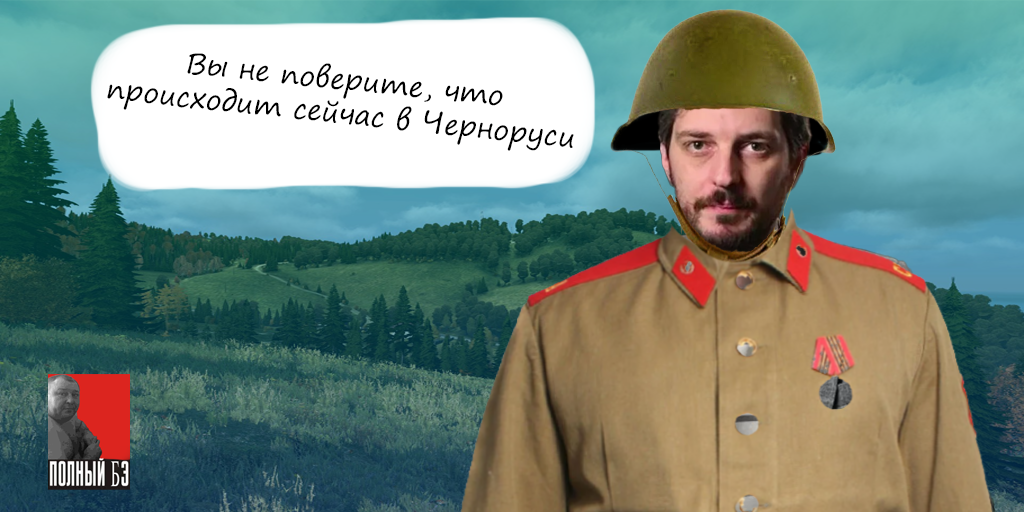 Вы не поверите, что
происходит сейчас в Черноруси
ПОЛНЫЙ БЭ